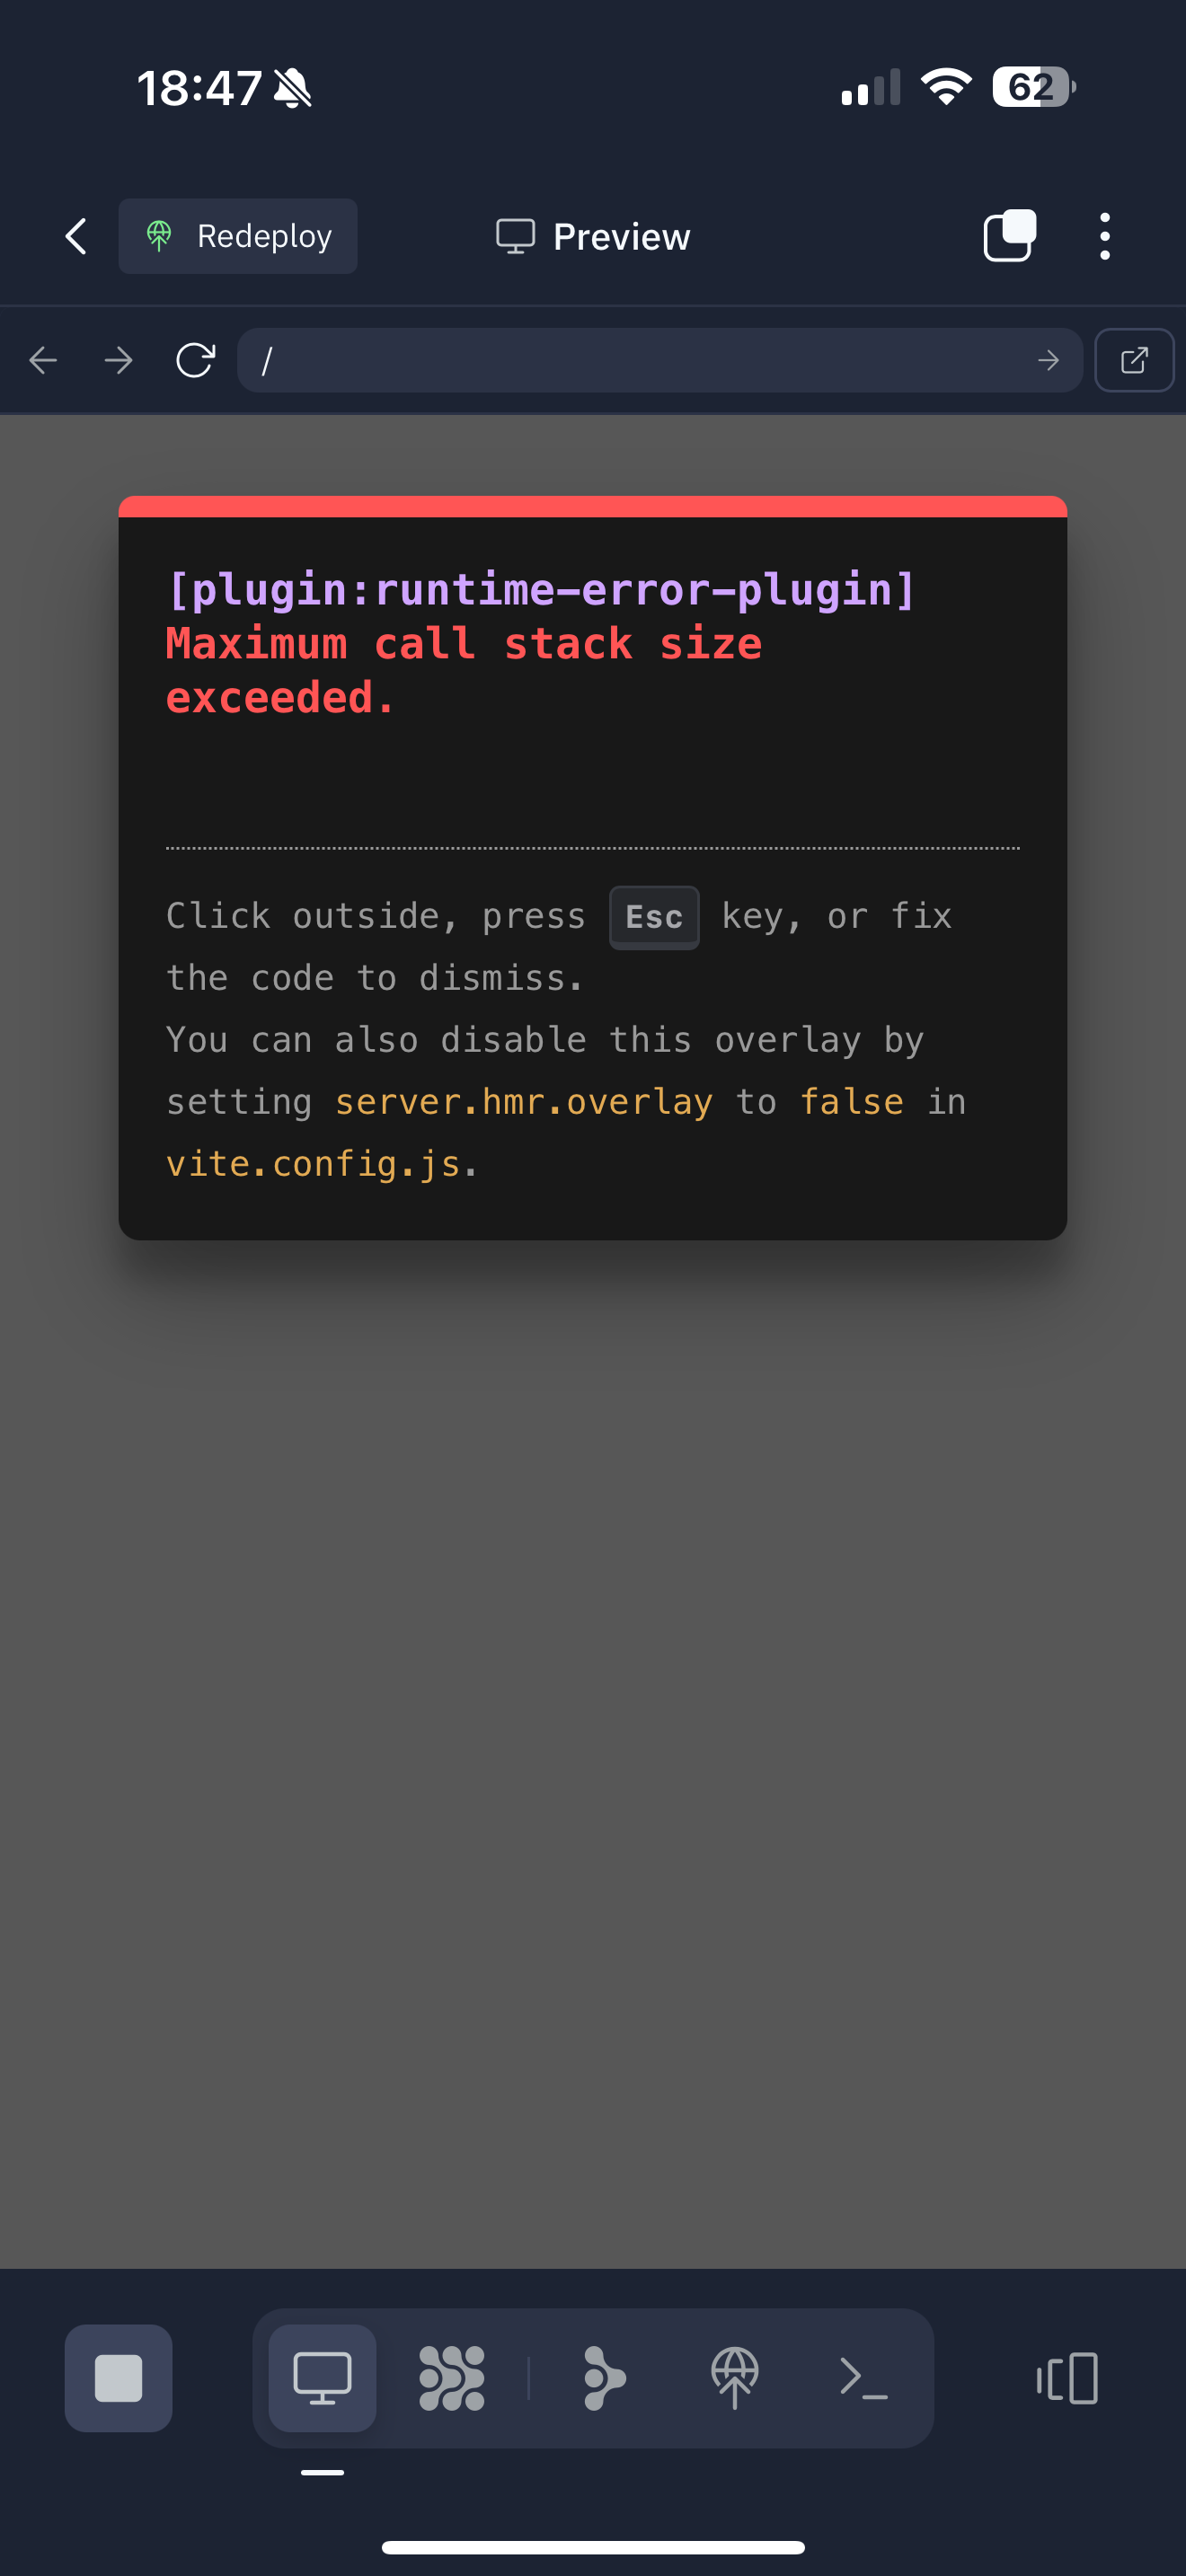 18:47
62
Redeploy
Preview
/
[plugin:runtime-error-plugin]
Maximum call stack size
exceeded.
Click outside, press Esc key, or fix
the code to dismiss.
You can also disable this overlay by
setting server.hmr.overlay to false in
vite.config.js.